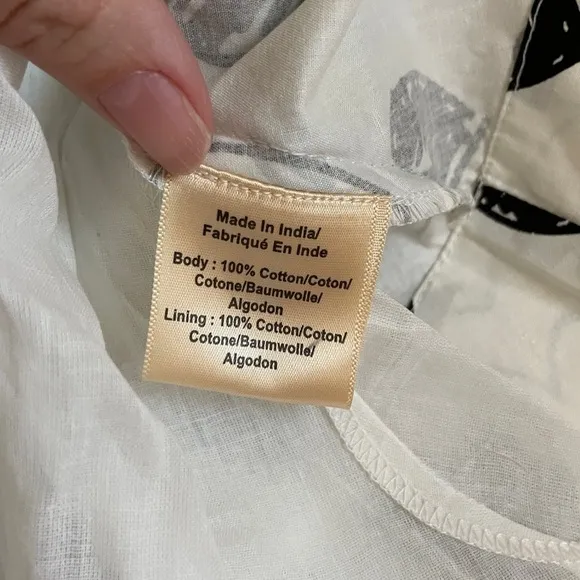 Made In India/
Fabriqué En Inde
Body : 100% Cotton/Coton/
Cotone/Baumwolle/
Algodon
Lining : 100% Cotton/Coton/
Cotone/Baumwolle/
Algodon